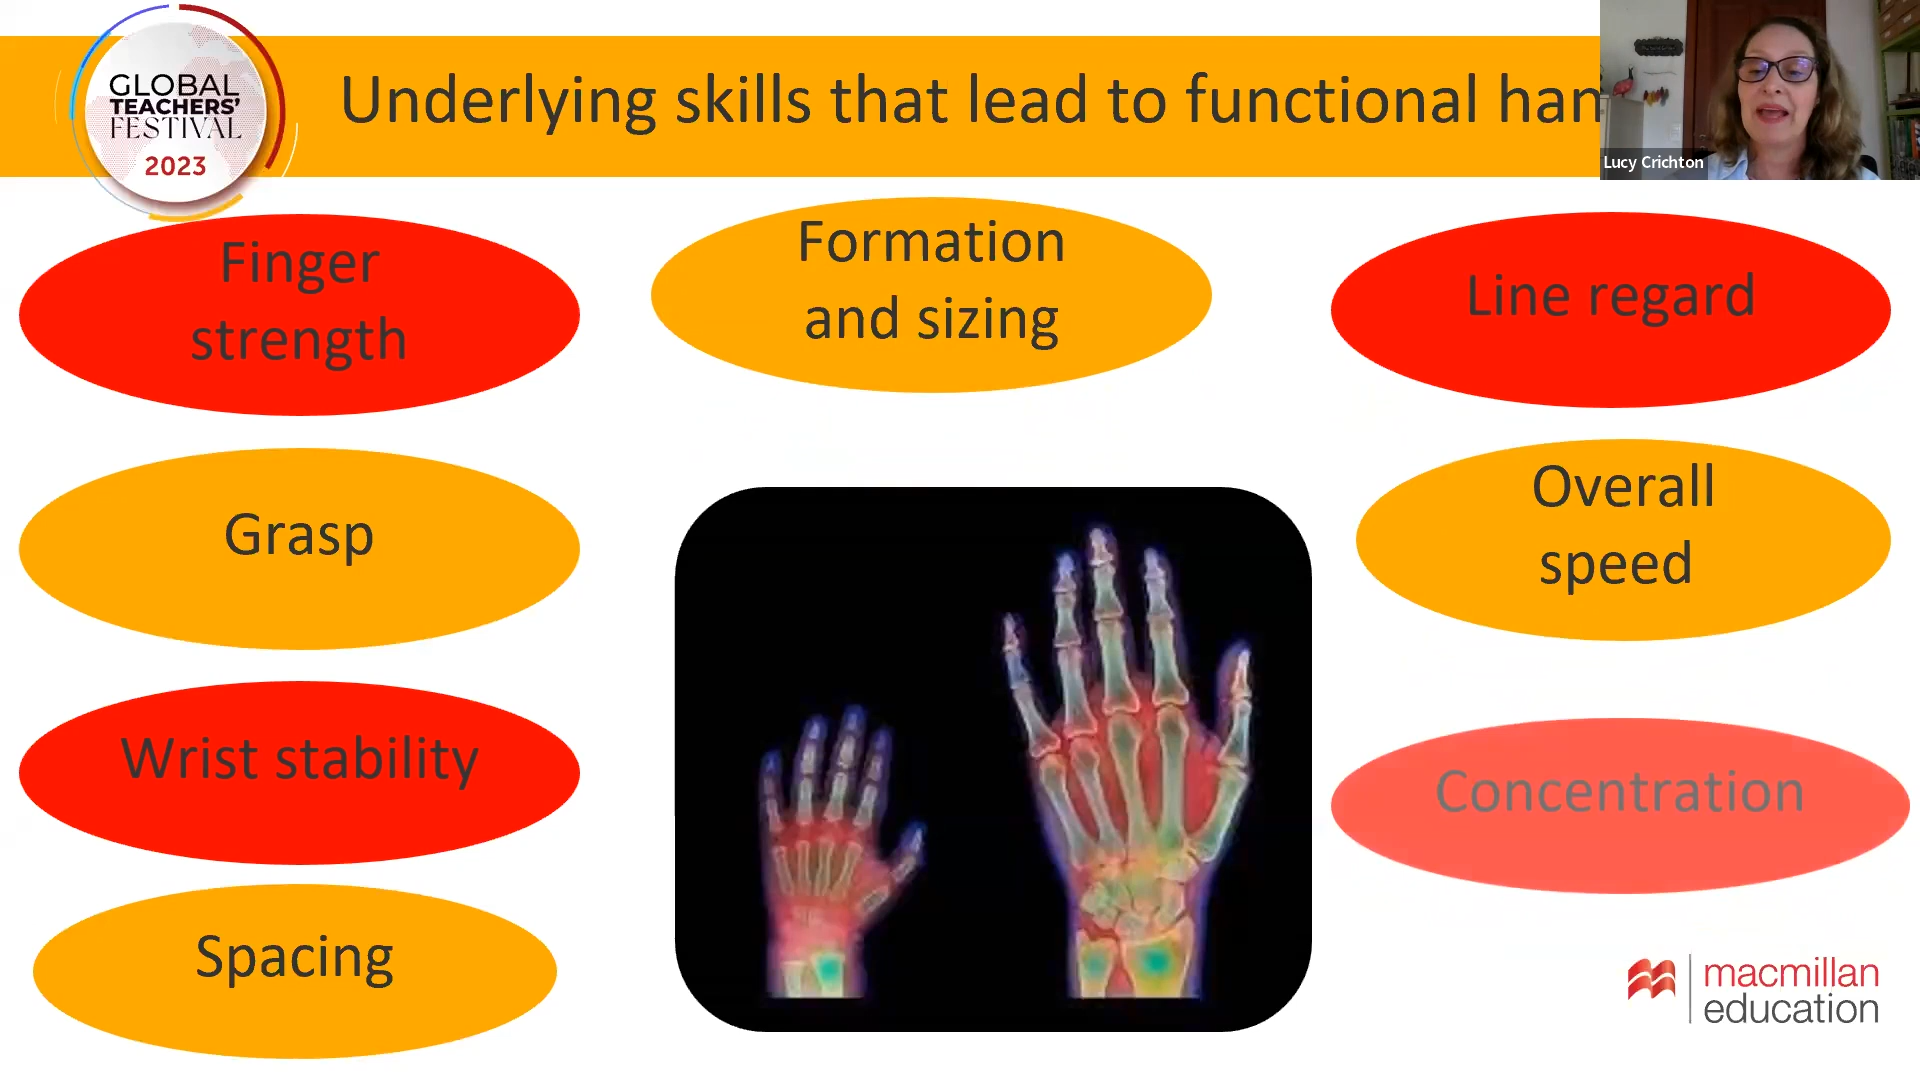 GLOBAL
TEACHERS'
FESTIVAL
2023
Underlying skills that lead to functional han
Lucy Crichton
Finger
strength
Formation
and sizing
Line regard
Grasp
Overall
speed
Wrist stability
Concentration
Spacing
macmillan
education